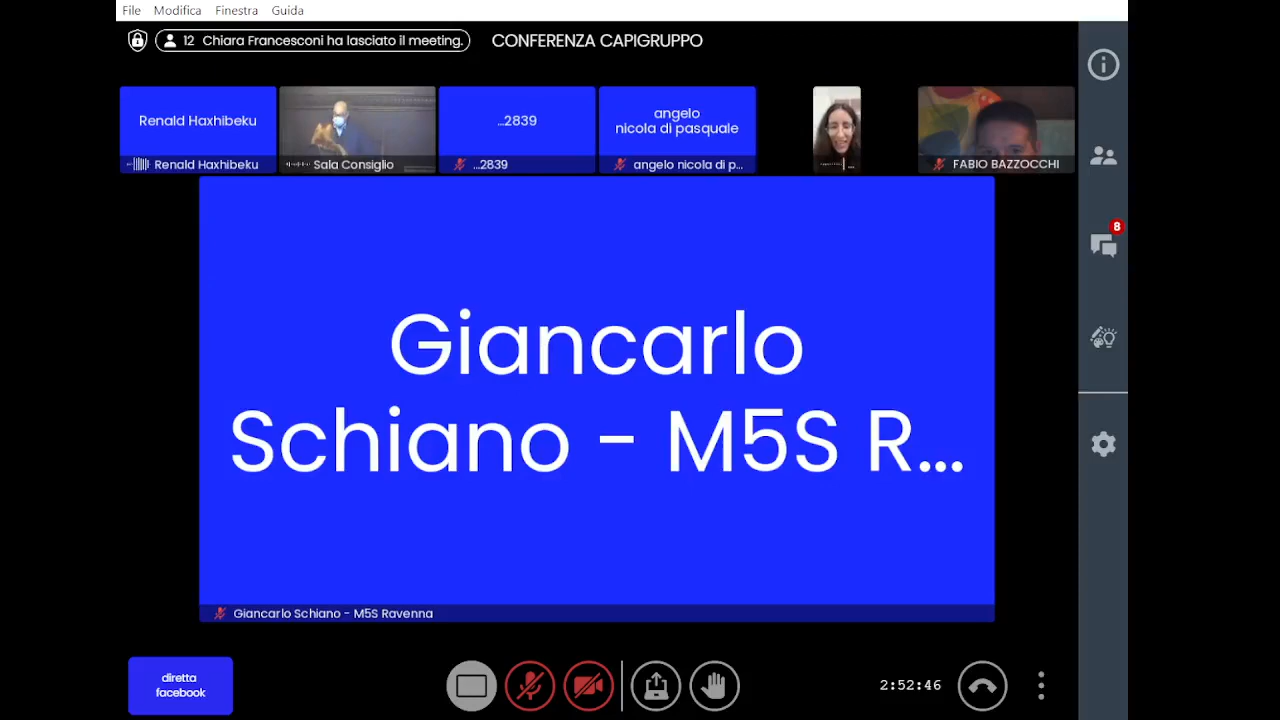 File Modifica Finestra Guida
12 Chiara Francesconi ha lasciato il meeting.
CONFERENZA CAPIGRUPPO
8
Renald Haxhibeku
Renald Haxhibeku
Sala Consiglio
...2839
...2839
angelo
nicola di pasquale
angelo nicola di p...
...
FABIO BAZZOCCHI
Giancarlo
Schiano - M5S R...
Giancarlo Schiano - M5S Ravenna
diretta
facebook
2:52:46